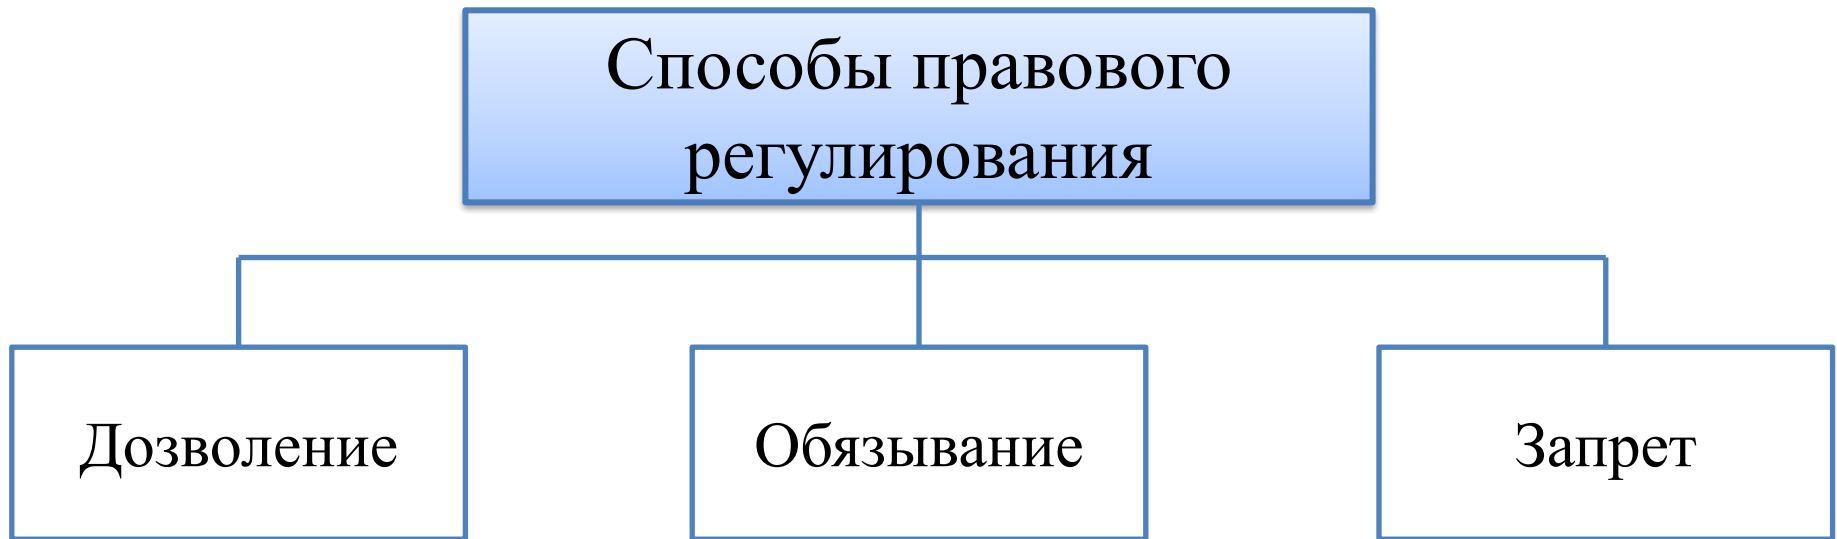 Способы правового
регулирования
Дозволение
Обязывание
Запрет